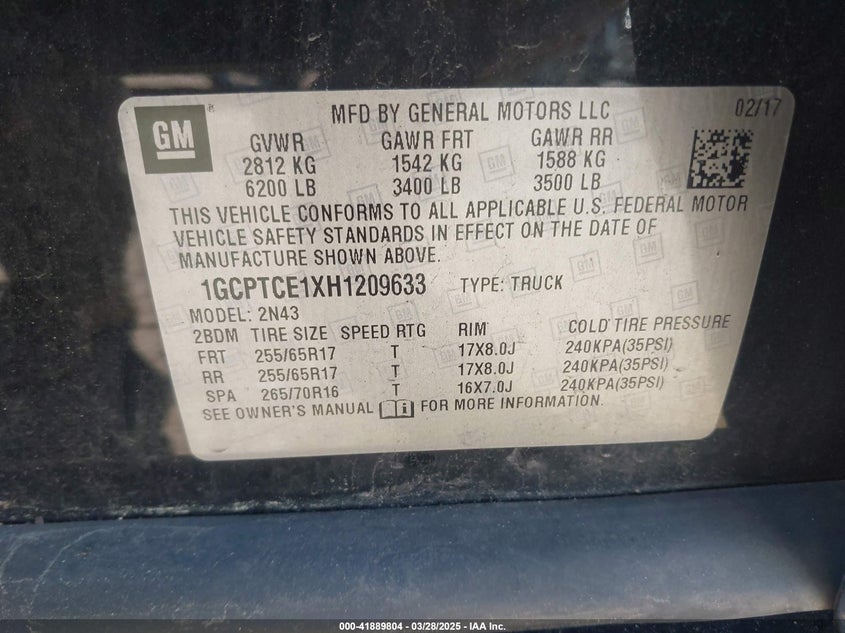 GM
MFD BY GENERAL MOTORS LLC 02/17
GVWR GAWR FRT GAWR RR
2812 KG 1542 KG 1588 KG
6200 LB 3400 LB 3500 LB
THIS VEHICLE CONFORMS TO ALL APPLICABLE U.S. FEDERAL MOTOR
VEHICLE SAFETY STANDARDS IN EFFECT ON THE DATE OF
MANUFACTURE SHOWN ABOVE.
1GCPTCE1XH1209633 TYPE: TRUCK
MODEL: 2N43
2BDM TIRE SIZE SPEED RTG RIM COLD TIRE PRESSURE
FRT 255/65R17 T 17X8.0J 240KPA(35PSI)
RR 255/65R17 T 17X8.0J 240KPA(35PSI)
SPA 265/70R16 T 16X7.0J 240KPA(35PSI)
SEE OWNER'S MANUAL i FOR MORE INFORMATION.
000-41889804 - 03/28/2025 - IAA Inc.